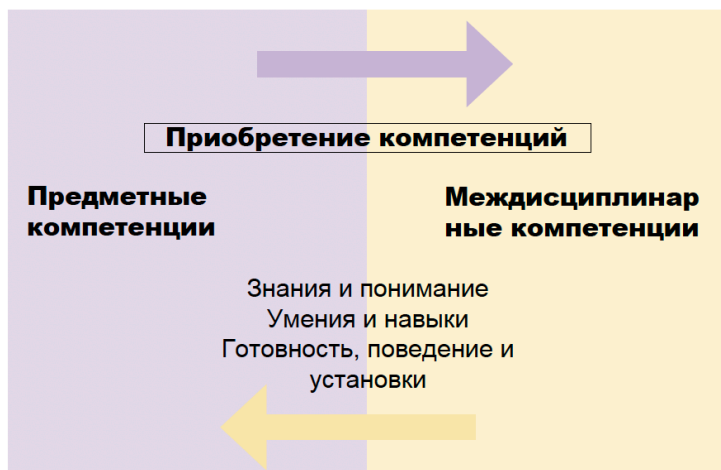 Приобретение компетенций
Предметные
компетенции
Междисциплинар
ные компетенции
Знания и понимание
Умения и навыки
Готовность, поведение и
установки